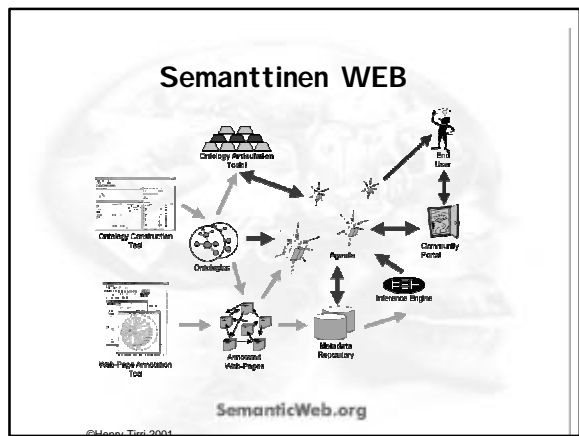 Semanttinen WEB
Ontology Articulation
Toolkit
End
User
Ontology Construction
Tool
Ontologies
Agents
Community
Portal
Inference Engine
Web-Page Annotation
Tool
Annotated
Web-Pages
Metadata
Repository
SemanticWeb.org
©Henry Tirri 2001